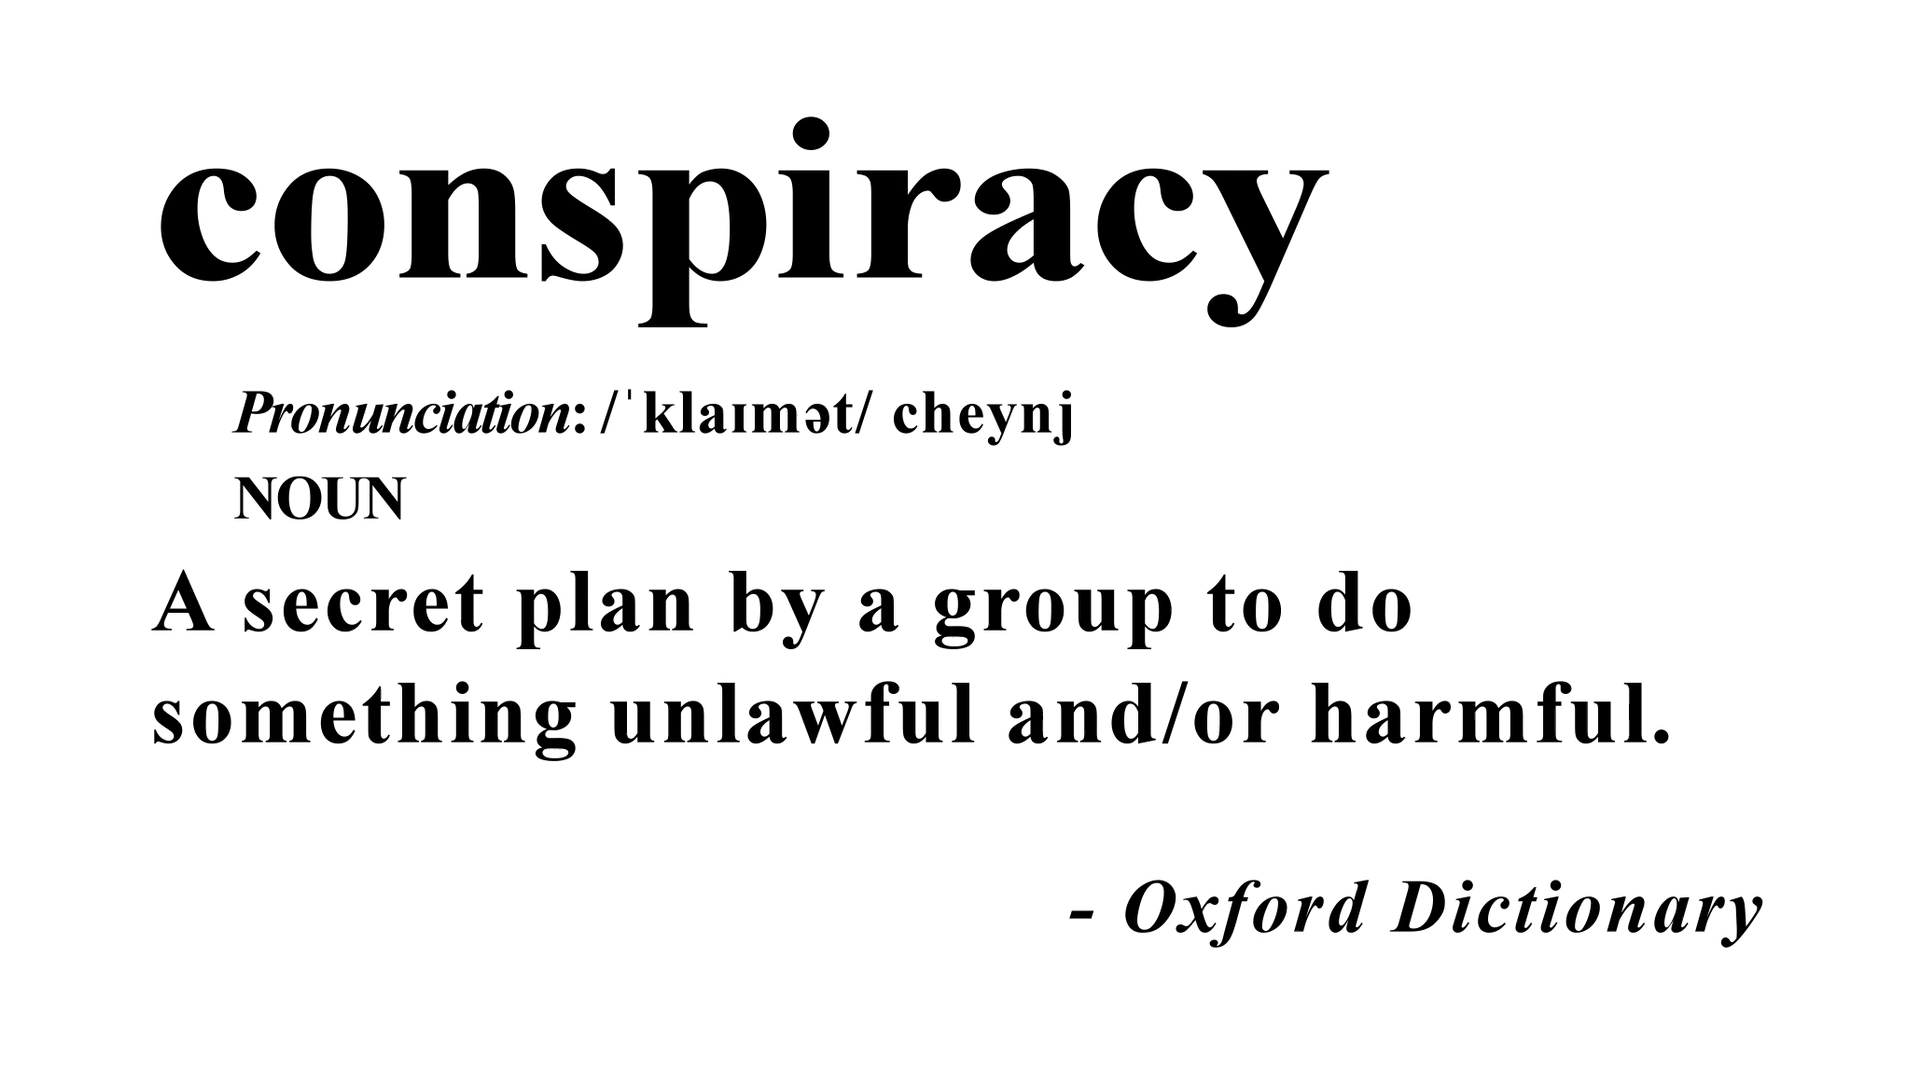 conspiracy
Pronunciation: /ˈklaɪmət/ cheynj
NOUN
A secret plan by a group to do
something unlawful and/or harmful.
- Oxford Dictionary